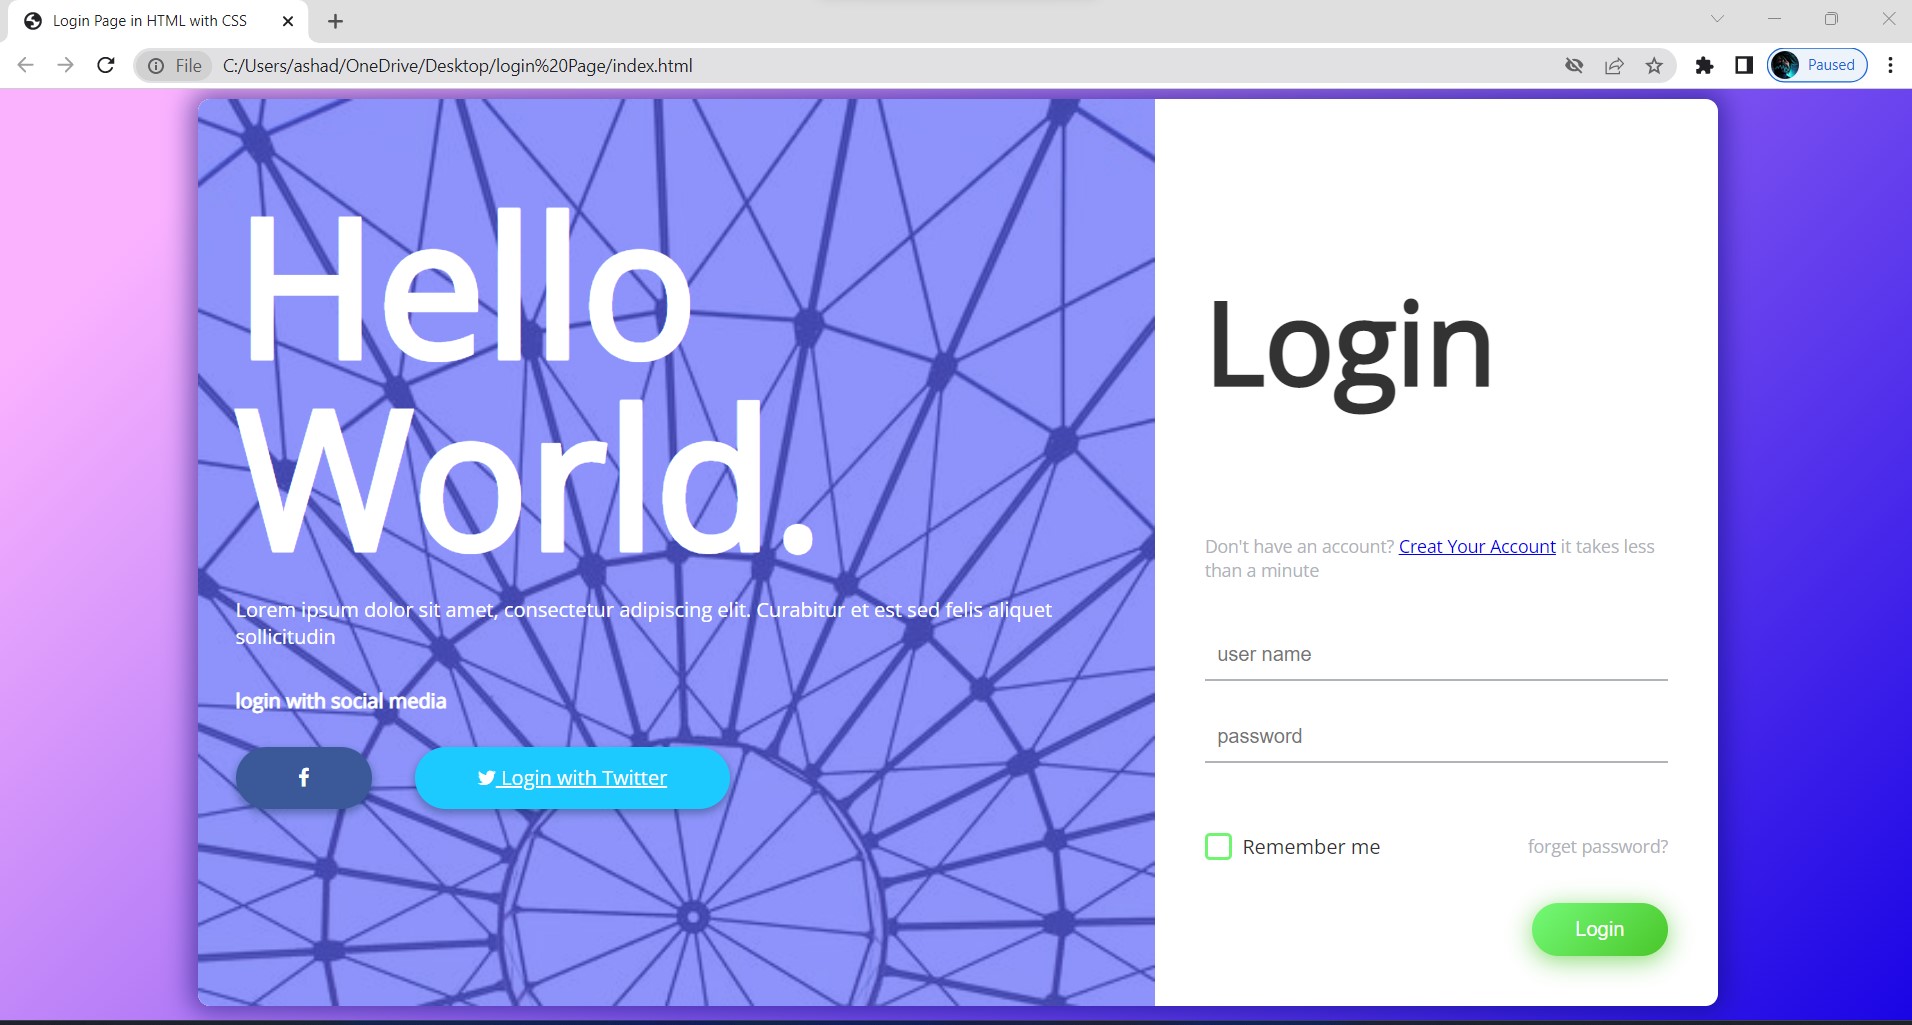 Login Page in HTML with CSS
File C:/Users/ashad/OneDrive/Desktop/login%20Page/index.html
Paused
Hello
World.
Lorem ipsum dolor sit amet, consectetur adipiscing elit. Curabitur et est sed felis aliquet
sollicitudin
login with social media
Login with Twitter
Login
Don't have an account? Creat Your Account it takes less
than a minute
user name
password
Remember me
forget password?
Login